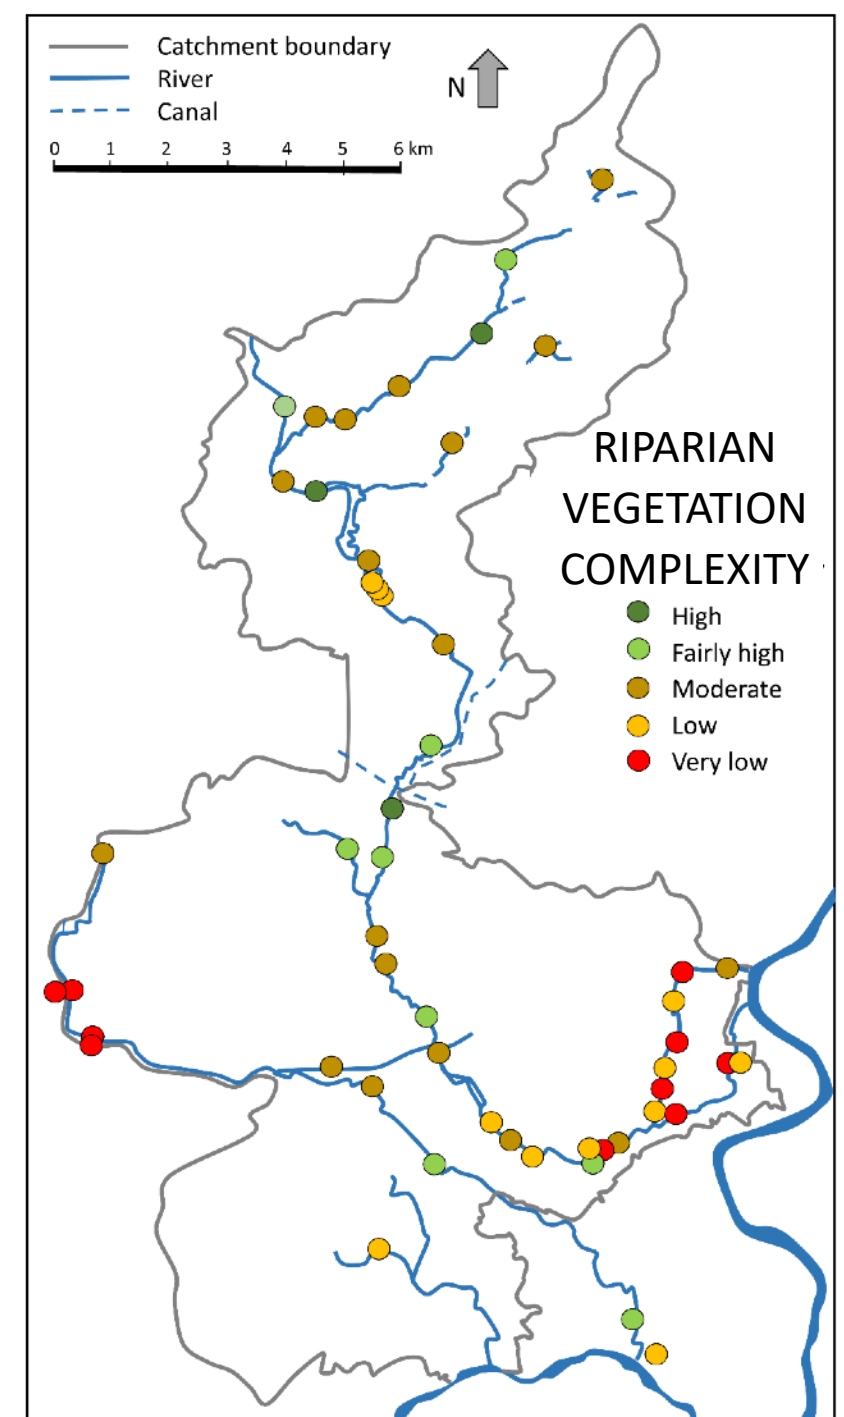 Catchment boundary
River
Canal
N
0 1 2 3 4 5 6 km
RIPARIAN
VEGETATION
COMPLEXITY
High
Fairly high
Moderate
Low
Very low